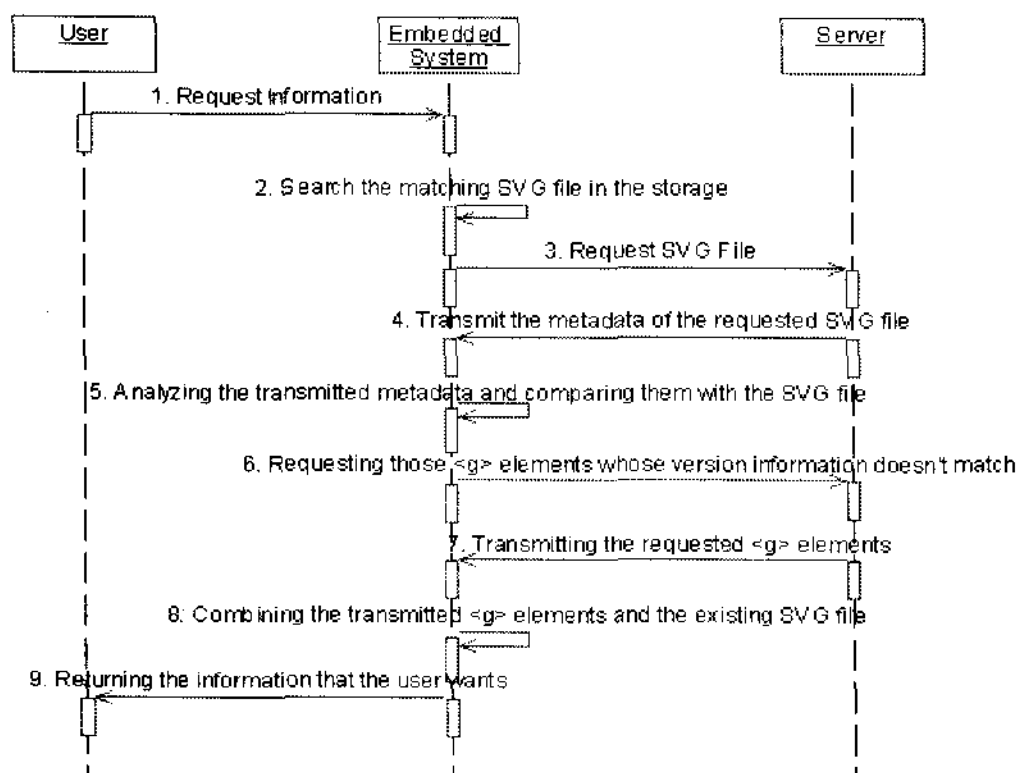 User
Embedded
System
Server
1. Request Information
2. Search the matching SVG file in the storage
3. Request SVG File
4. Transmit the metadata of the requested SVG file
5. Analyzing the transmitted metadata and comparing them with the SVG file
6. Requesting those <g> elements whose version information doesn't match
7. Transmitting the requested <g> elements
8. Combining the transmitted <g> elements and the existing SVG file
9. Returning the information that the user wants